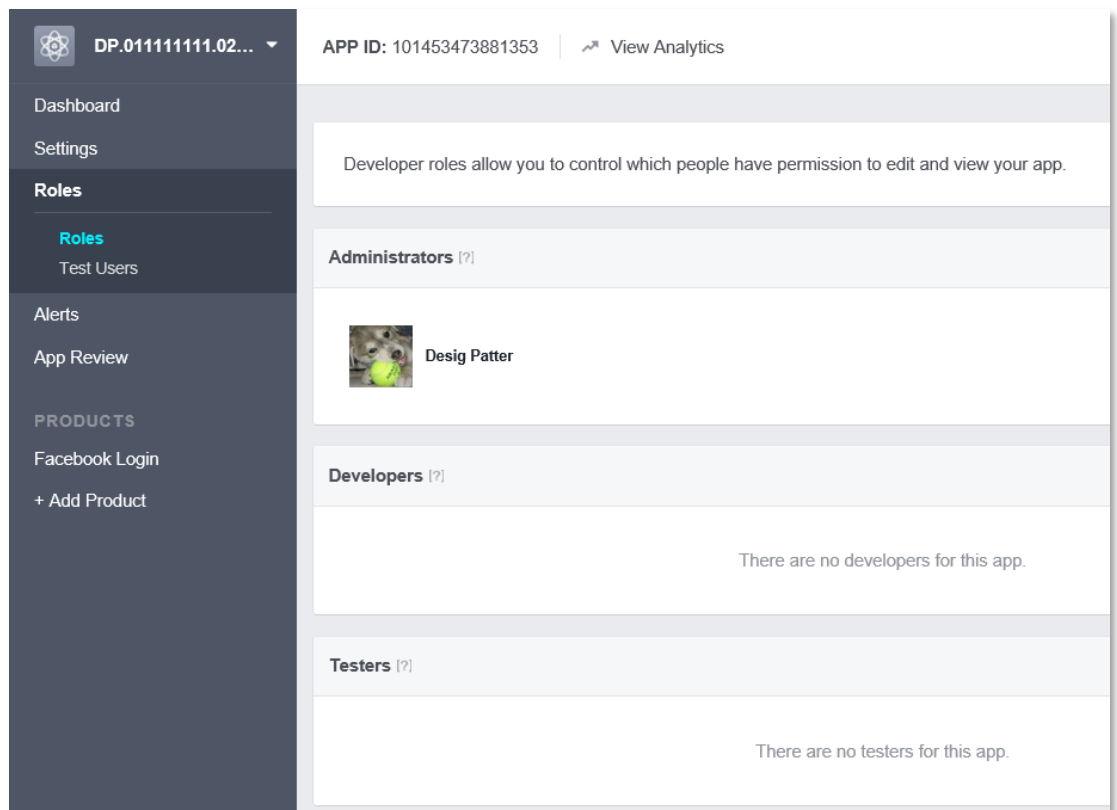 DP.011111111.02...
APP ID: 101453473881353
View Analytics
Dashboard
Settings
Roles
Roles
Test Users
Alerts
App Review
PRODUCTS
Facebook Login
+ Add Product
Developer roles allow you to control which people have permission to edit and view your app.
Administrators [?]
Desig Patter
Developers [?]
There are no developers for this app.
Testers [?]
There are no testers for this app.